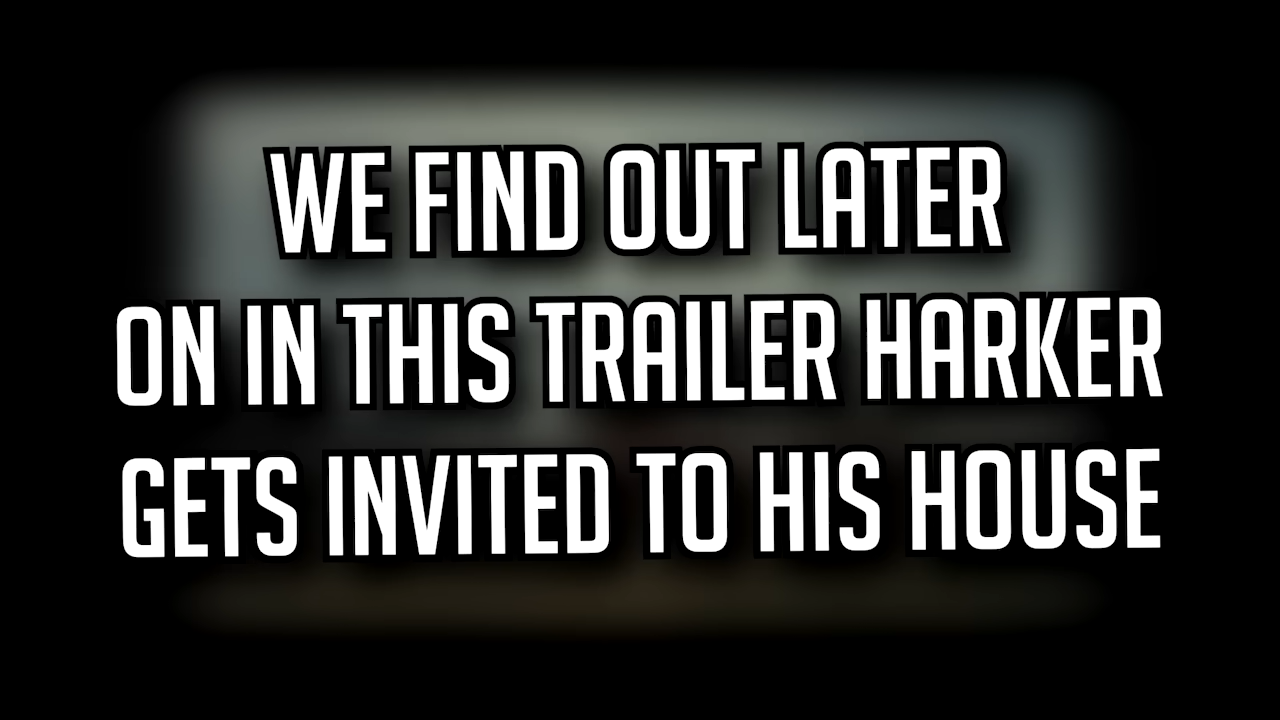 WE FIND OUT LATER
ON IN THIS TRAILER HARKER
GETS INVITED TO HIS HOUSE